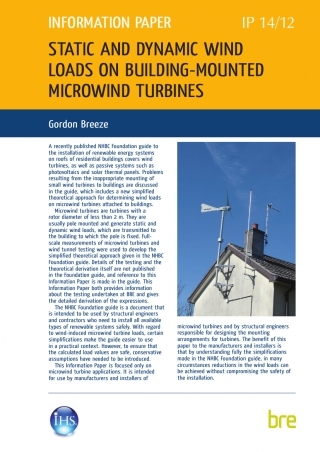 INFORMATION PAPER
IP 14/12
STATIC AND DYNAMIC WIND
LOADS ON BUILDING-MOUNTED
MICROWIND TURBINES
Gordon Breeze
A recently published NHBC foundation guide to
the installation of renewable energy systems
on roofs of residential buildings covers wind
turbines, as well as passive systems such as
photovoltaics and solar thermal panels. Problems
resulting from the inappropriate mounting of
small wind turbines to buildings are discussed
in the guide, which includes a new simplified
theoretical approach for determining wind loads
on microwind turbines attached to buildings.
Microwind turbines are turbines with a
rotor diameter of less than 2 m. They are
usually pole mounted and generate static and
dynamic wind loads, which are transmitted to
the building to which the pole is fixed. Full-
scale measurements of microwind turbines and
wind tunnel testing were used to develop the
simplified theoretical approach given in the NHBC
foundation guide. Details of the testing and the
theoretical derivation itself are not published
in the foundation guide, and reference to this
Information Paper is made in the guide. This
Information Paper both provides information
about the testing undertaken at BRE and gives
the detailed derivation of the expressions.
The NHBC foundation guide is a document that
is intended to be used by structural engineers
and contractors who need to install all available
types of renewable systems safely. With regard
to wind-induced microwind turbine loads, certain
simplifications make the guide easier to use
in a practical context. However, to ensure that
the calculated load values are safe, conservative
assumptions have needed to be introduced.
This Information Paper is focused only on
microwind turbine applications. It is intended
for use by manufacturers and installers of
microwind turbines and by structural engineers
responsible for designing the mounting
arrangements for turbines. The benefit of this
paper to the manufacturers and installers is
that by understanding fully the simplifications
made in the NHBC foundation guide, in many
circumstances reductions in the wind loads can
be achieved without compromising the safety of
the installation.
IHS
bre